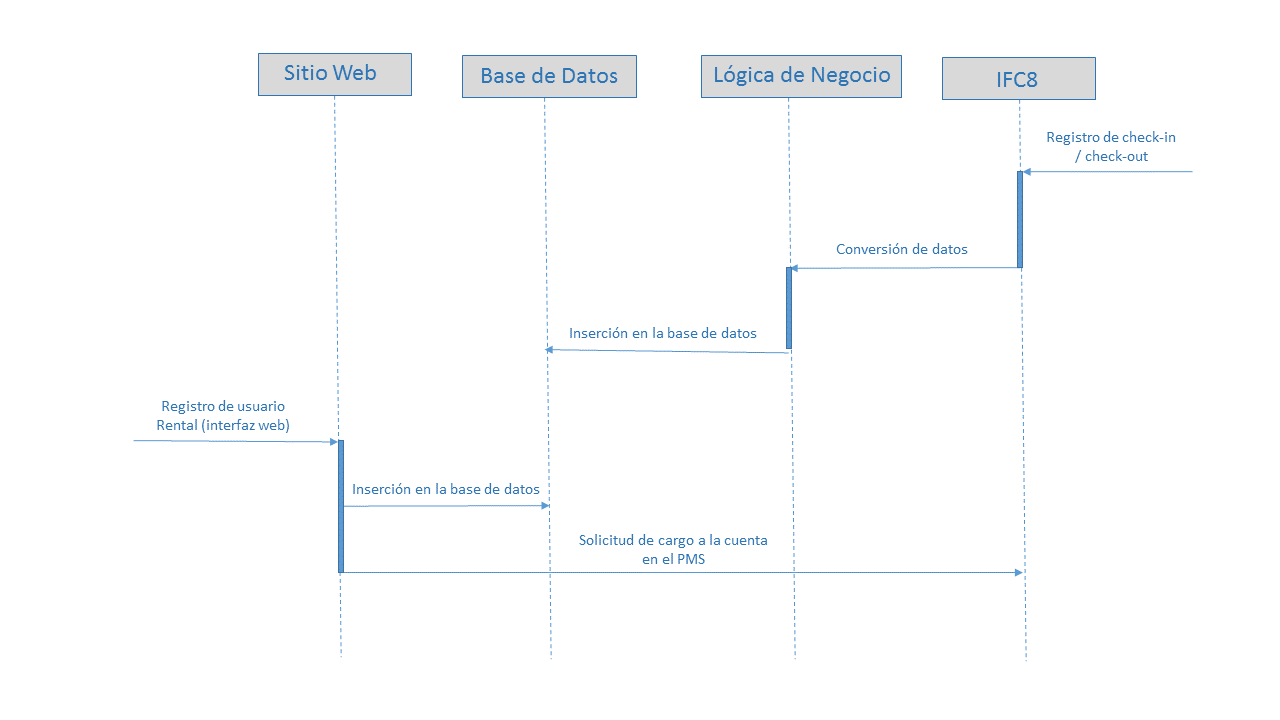 Sitio Web
Base de Datos
Lógica de Negocio
IFC8
Registro de check-in
/ check-out
Conversión de datos
Inserción en la base de datos
Registro de usuario
Rental (interfaz web)
Inserción en la base de datos
Solicitud de cargo a la cuenta
en el PMS